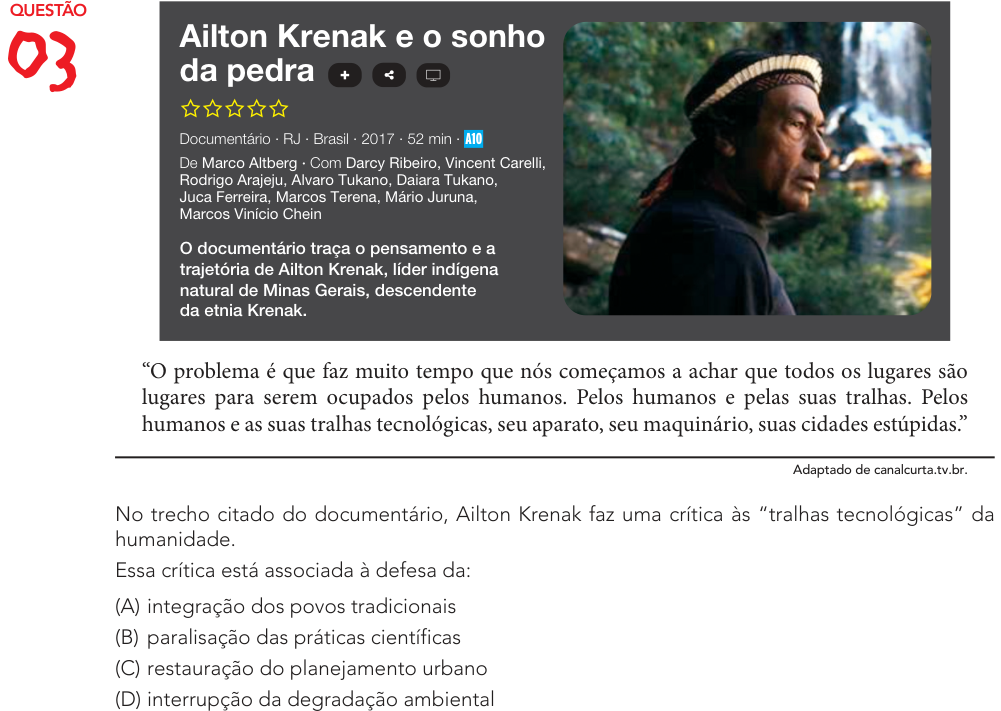 QUESTÃO
03
Ailton Krenak e o sonho
da pedra
Documentário · RJ · Brasil · 2017 · 52 min · A10
De Marco Altberg · Com Darcy Ribeiro, Vincent Carelli,
Rodrigo Arajeju, Alvaro Tukano, Daiara Tukano,
Juca Ferreira, Marcos Terena, Mário Juruna,
Marcos Vinício Chein
O documentário traça o pensamento e a
trajetória de Ailton Krenak, líder indígena
natural de Minas Gerais, descendente
da etnia Krenak.
“O problema é que faz muito tempo que nós começamos a achar que todos os lugares são
lugares para serem ocupados pelos humanos. Pelos humanos e pelas suas tralhas. Pelos
humanos e as suas tralhas tecnológicas, seu aparato, seu maquinário, suas cidades estúpidas.”
Adaptado de canalcurta.tv.br.
No trecho citado do documentário, Ailton Krenak faz uma crítica às “tralhas tecnológicas” da
humanidade.
Essa crítica está associada à defesa da:
(A) integração dos povos tradicionais
(B) paralisação das práticas científicas
(C) restauração do planejamento urbano
(D) interrupção da degradação ambiental